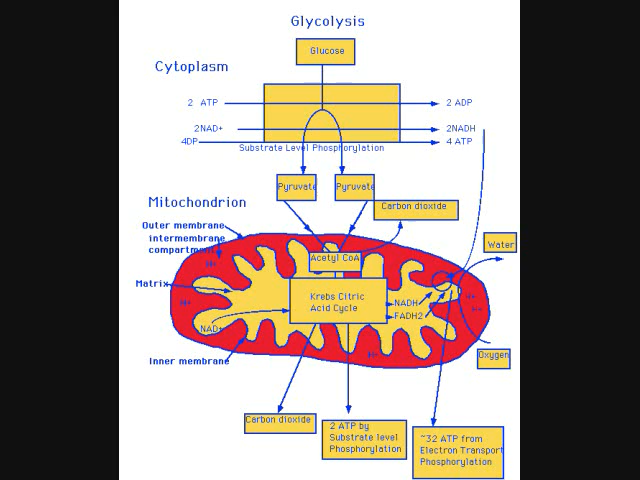 Glycolysis
Glucose
Cytoplasm
2 ATP
2 ADP
2NAD+
2NADH
4DP
4 ATP
Substrate Level Phosphorylation
Pyruvate
Pyruvate
Mitochondrion
Carbon dioxide
Outer membrane
intermembrane
compartment
Water
H+
Acetyl CoA
Matrix
H+
Krebs Citric
Acid Cycle
NADH
FADH2
H+
H+
NAD+
Inner membrane
H+
Oxygen
Carbon dioxide
2 ATP by
Substrate level
Phosphorylation
~32 ATP from
Electron Transport
Phosphorylation